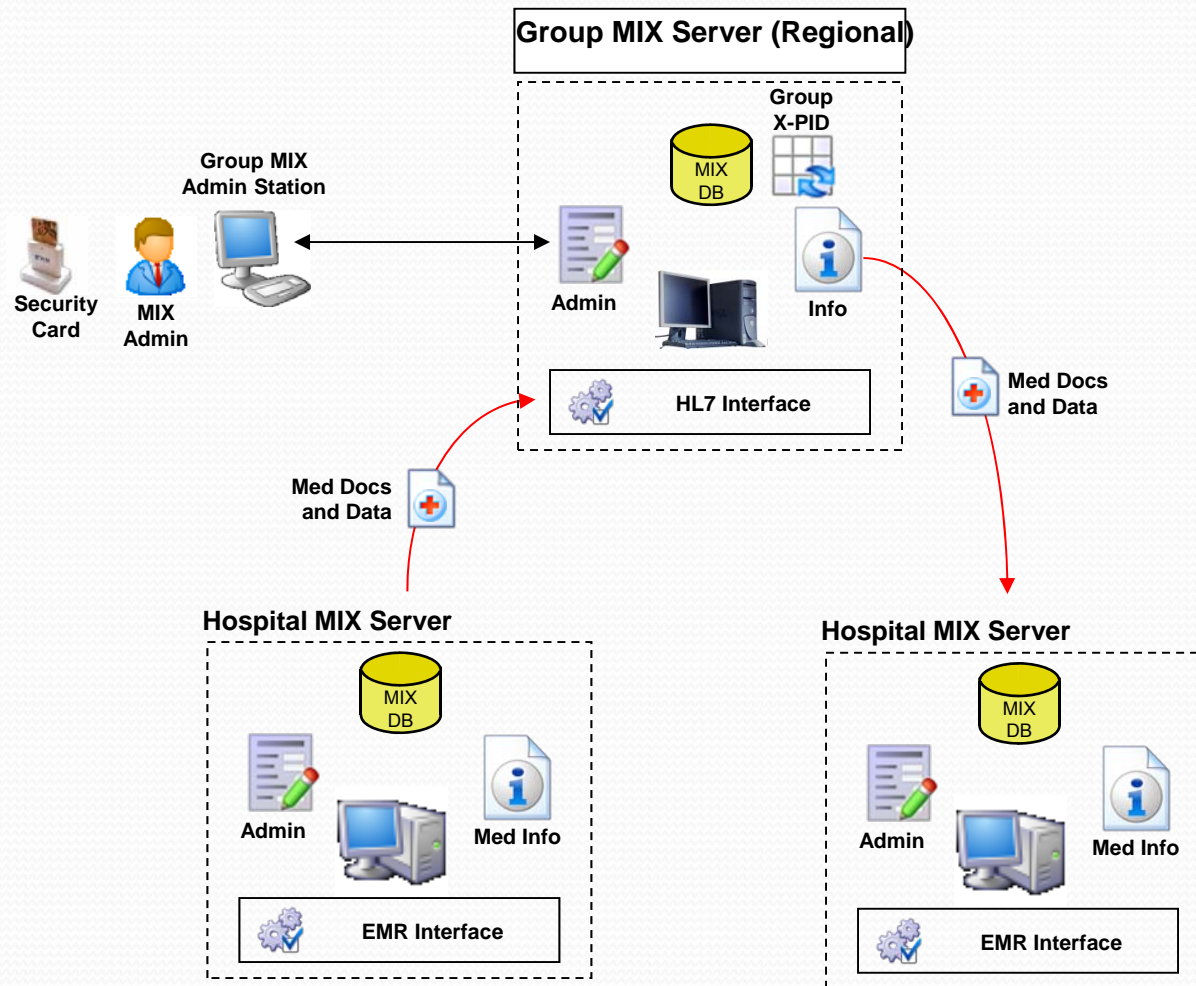 Group MIX Server (Regional)
Group
X-PID
MIX
DB
Group MIX
Admin Station
Security
Card
MIX
Admin
Admin
Info
HL7 Interface
Med Docs
and Data
Med Docs
and Data
Hospital MIX Server
MIX
DB
Admin
Med Info
EMR Interface
Hospital MIX Server
MIX
DB
Admin
Med Info
EMR Interface